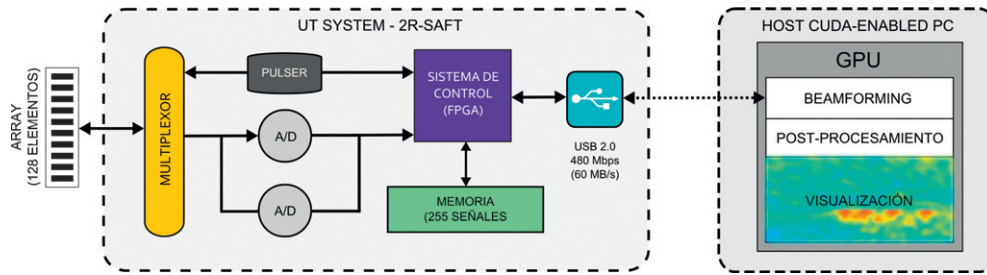 UT SYSTEM - 2R-SAFT
HOST CUDA-ENABLED PC
ARRAY
(128 ELEMENTOS)
MULTIPLEXOR
PULSER
A/D
A/D
SISTEMA DE
CONTROL
(FPGA)
MEMORIA
(255 SEÑALES
USB 2.0
480 Mbps
(60 MB/s)
GPU
BEAMFORMING
POST-PROCESAMIENTO
VISUALIZACIÓN